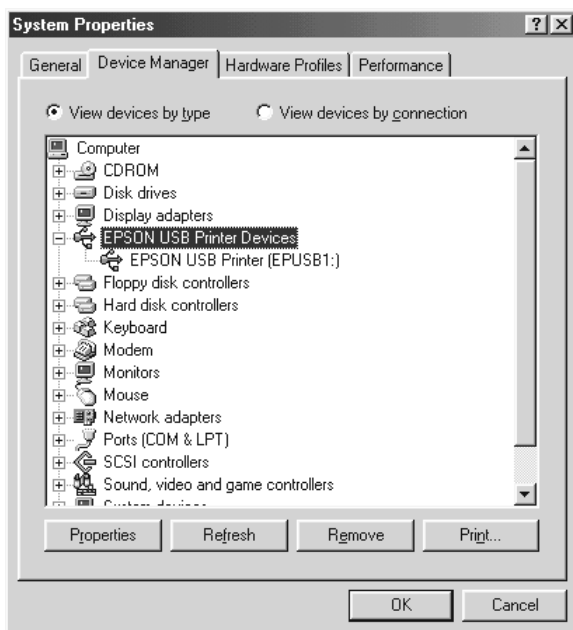 System Properties
General Device Manager Hardware Profiles Performance
View devices by type View devices by connection
Computer
CDROM
Disk drives
Display adapters
EPSON USB Printer Devices
EPSON USB Printer (EPUSB1:)
Floppy disk controllers
Hard disk controllers
Keyboard
Modem
Monitors
Mouse
Network adapters
Ports (COM & LPT)
SCSI controllers
Sound, video and game controllers
Properties Refresh Remove Print...
OK Cancel